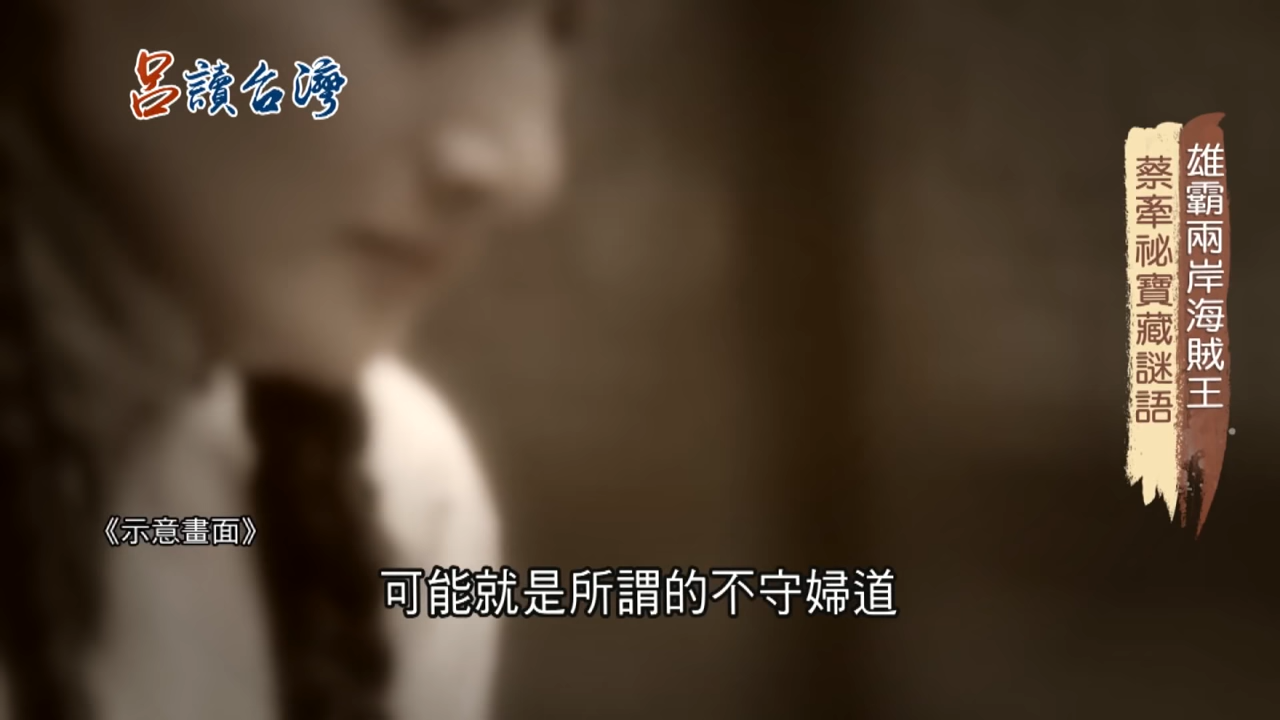 呂讀台灣
雄霸兩岸海賊王
蔡牽祕寶藏謎語
《示意畫面》
可能就是所謂的不守婦道